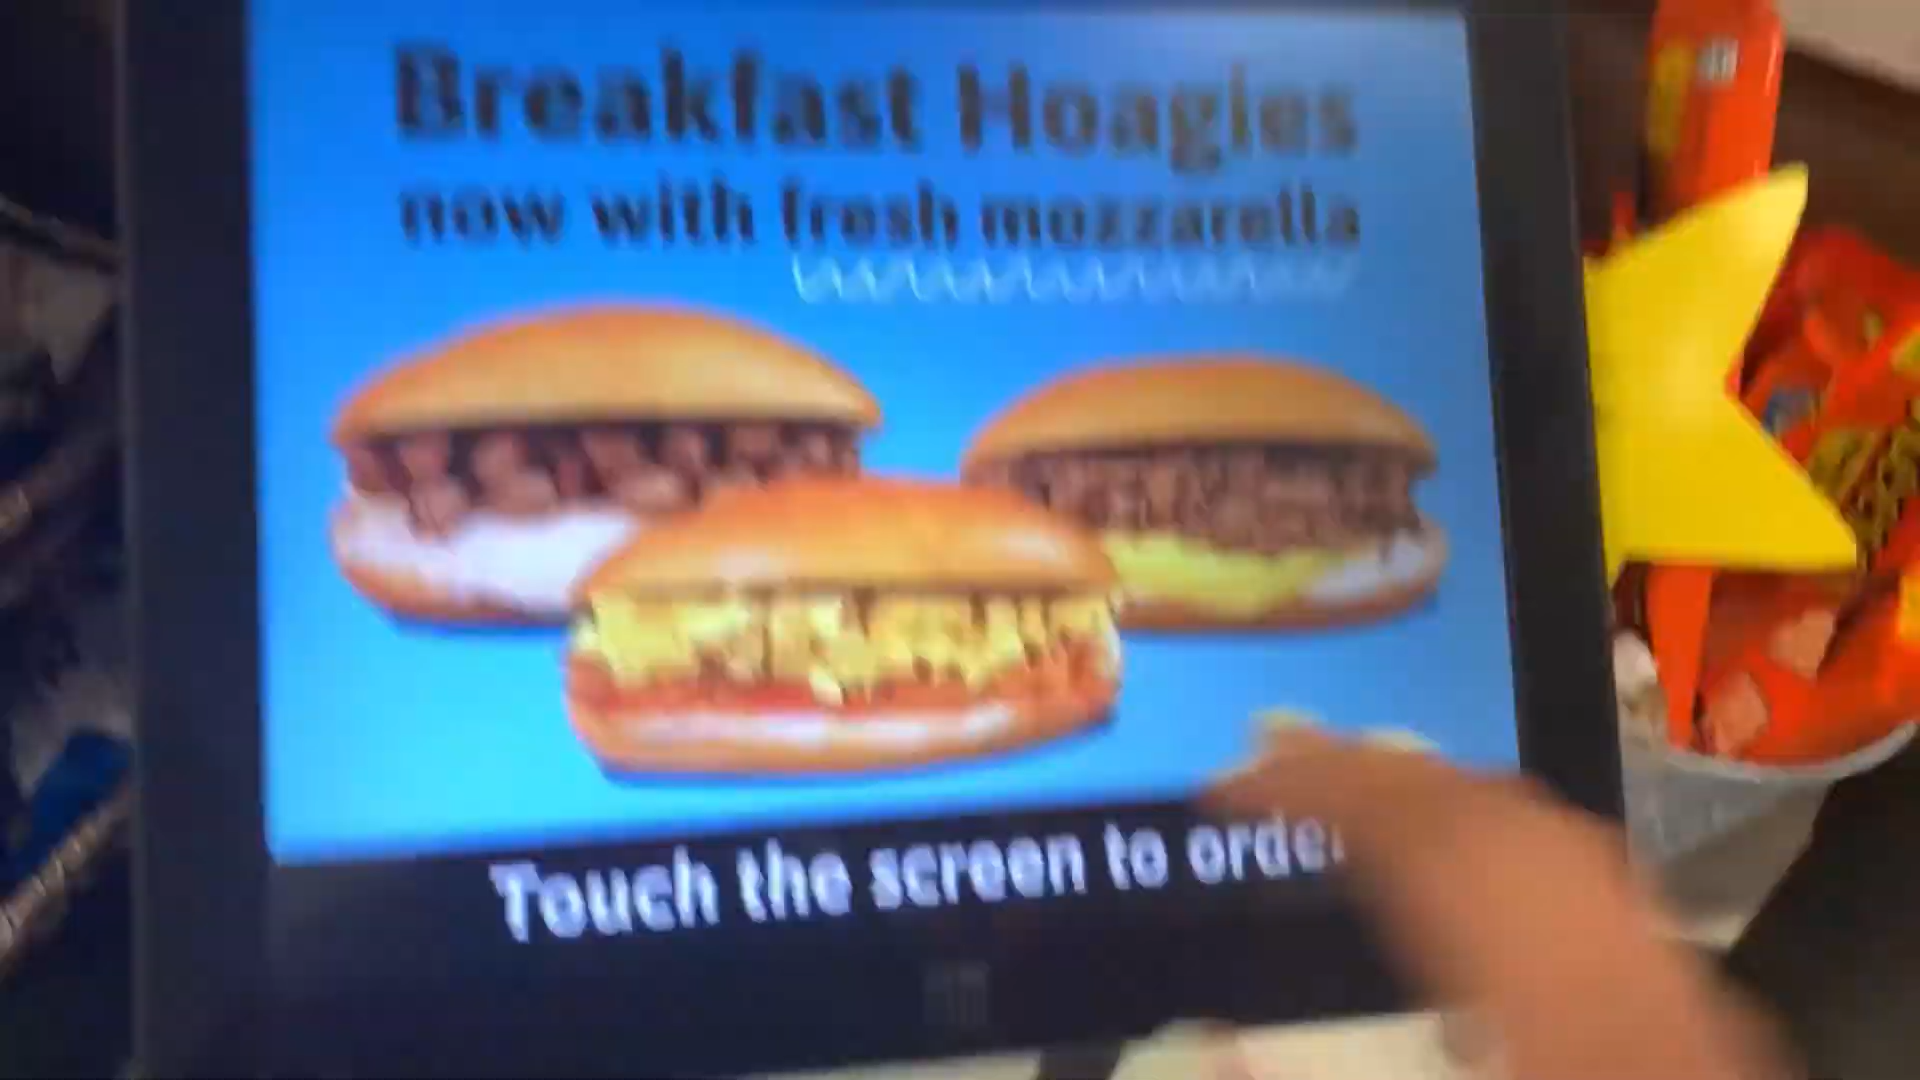 Breakfast Hoagies
now with fresh mozzarella
Touch the screen to order